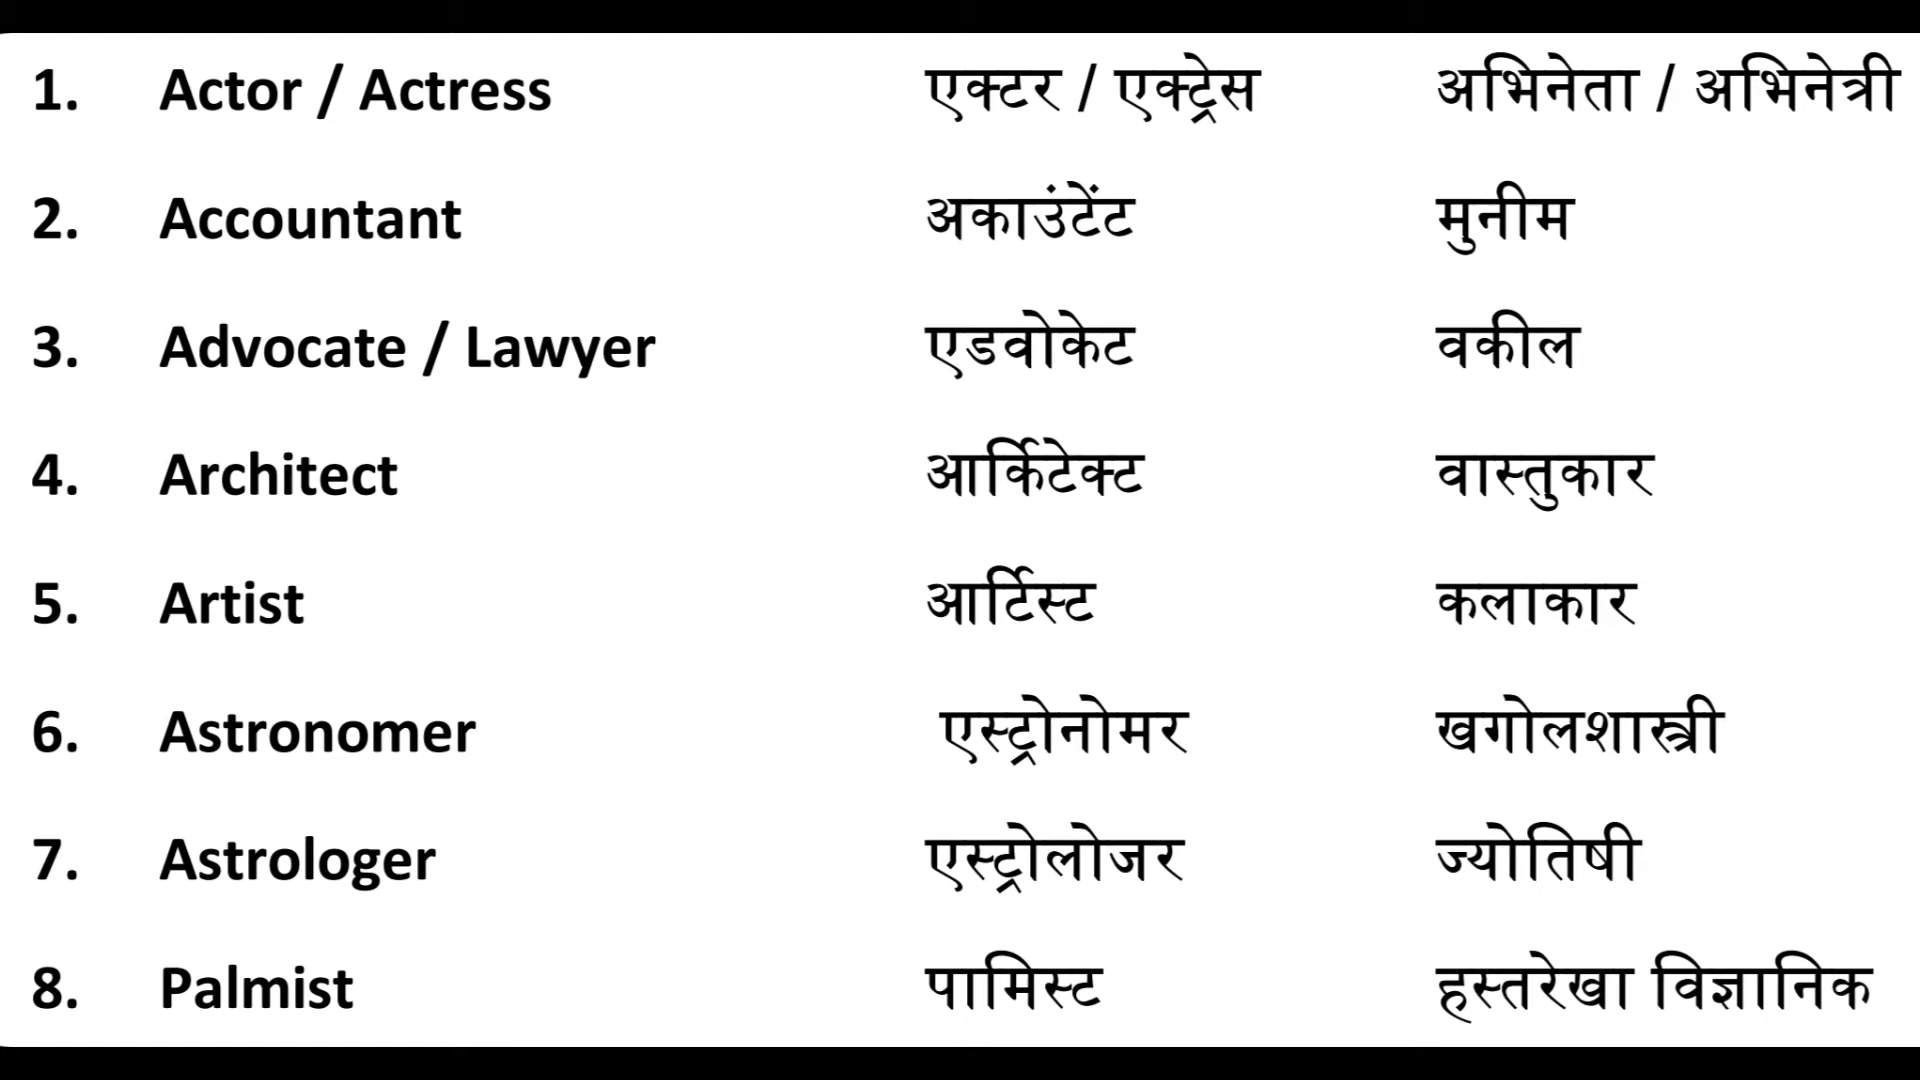 1. Actor / Actress एक्टर / एक्ट्रेस अभिनेता / अभिनेत्री
2. Accountant अकाउंटेंट मुनीम
3. Advocate / Lawyer एडवोकेट वकील
4. Architect आर्किटेक्ट वास्तुकार
5. Artist आर्टिस्ट कलाकार
6. Astronomer एस्ट्रोनोमर खगोलशास्त्री
7. Astrologer एस्ट्रोलोजर ज्योतिषी
8. Palmist पामिस्ट हस्तरेखा विज्ञानिक